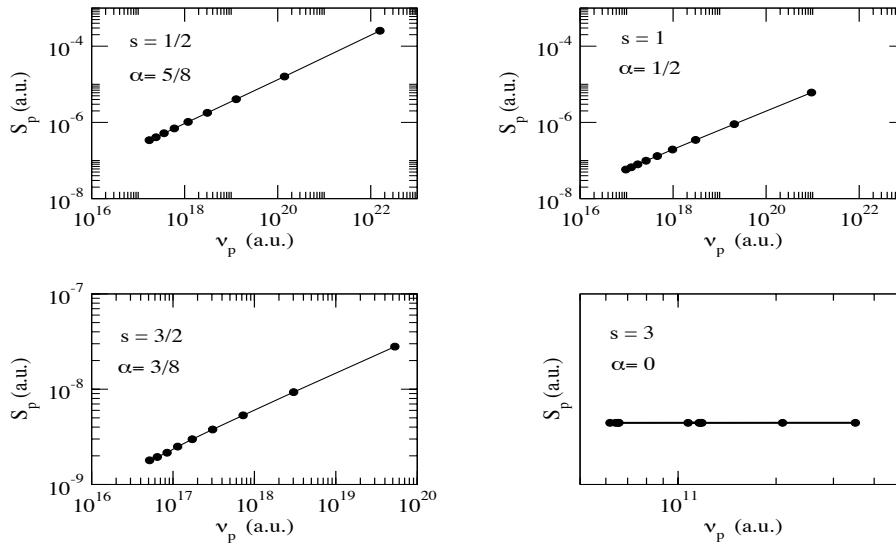 10^-4
10^-6
10^-8
S_p (a.u.)
s = 1/2
α= 5/8
10^16 10^18 10^20 10^22
ν_p (a.u.)
10^-4
10^-6
10^-8
S_p (a.u.)
s = 1
α= 1/2
10^16 10^18 10^20 10^22
ν_p (a.u.)
10^-7
10^-8
10^-9
S_p (a.u.)
s = 3/2
α= 3/8
10^16 10^17 10^18 10^19 10^20
ν_p (a.u.)
S_p (a.u.)
s = 3
α= 0
10^11
ν_p (a.u.)